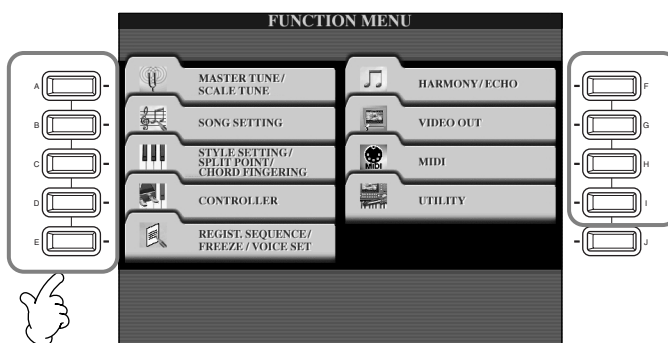 FUNCTION MENU
A
MASTER TUNE/
SCALE TUNE
B
SONG SETTING
C
STYLE SETTING/
SPLIT POINT/
CHORD FINGERING
D
CONTROLLER
E
REGIST. SEQUENCE/
FREEZE/VOICE SET
HARMONY/ECHO
F
VIDEO OUT
G
MIDI
MIDI
H
UTILITY
I
J